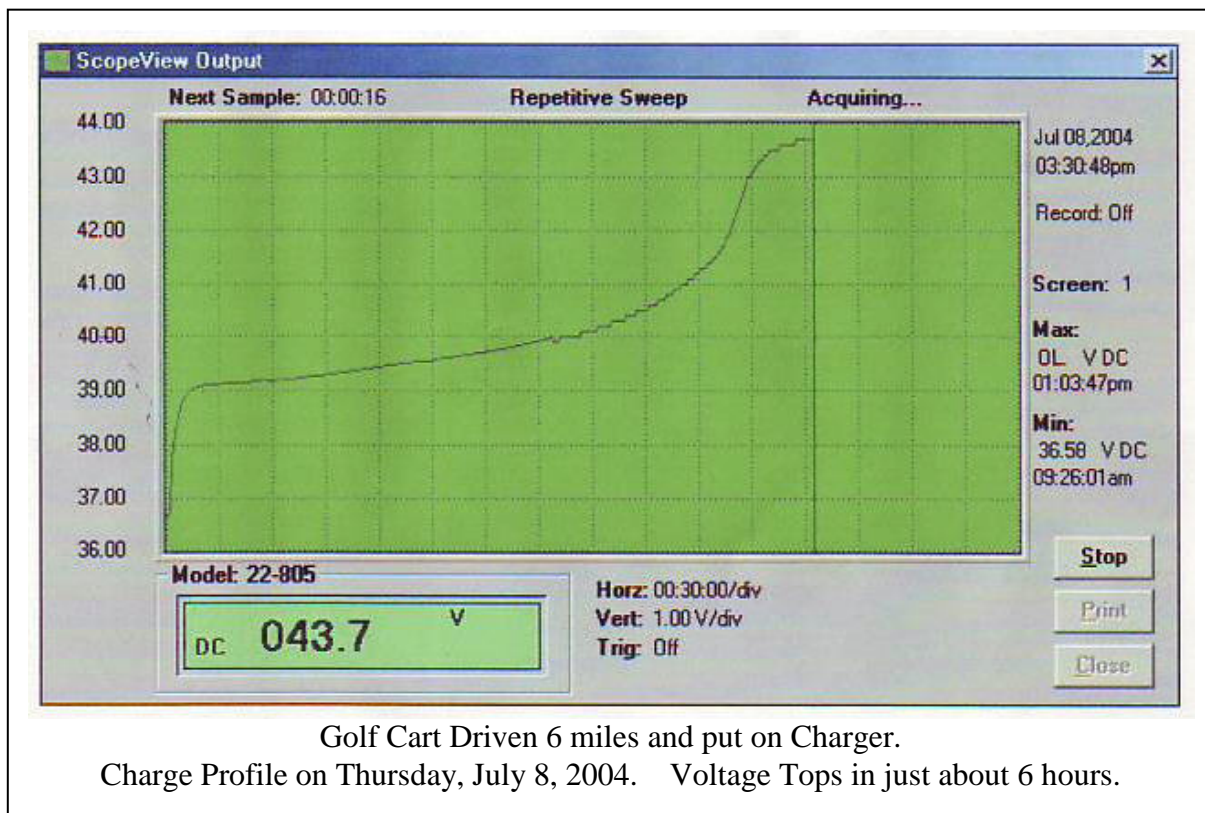 ScopeView Output
Next Sample: 00:00:16 Repetitive Sweep Acquiring...
44.00
43.00
42.00
41.00
40.00
39.00
38.00
37.00
36.00
Jul 08,2004
03:30:48pm
Record: Off
Screen: 1
Max:
OL V DC
01:03:47pm
Min:
36.58 V DC
09:26:01am
Stop
Print
Close
Model: 22-805
DC 043.7 V
Horz: 00:30:00/div
Vert: 1.00 V/div
Trig: Off
Golf Cart Driven 6 miles and put on Charger.
Charge Profile on Thursday, July 8, 2004. Voltage Tops in just about 6 hours.